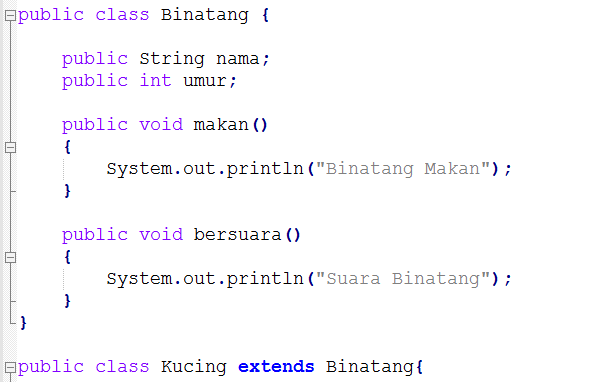 public class Binatang {
public String nama;
public int umur;
public void makan()
{
System.out.println("Binatang Makan");
}
public void bersuara()
{
System.out.println("Suara Binatang");
}
}
public class Kucing extends Binatang{